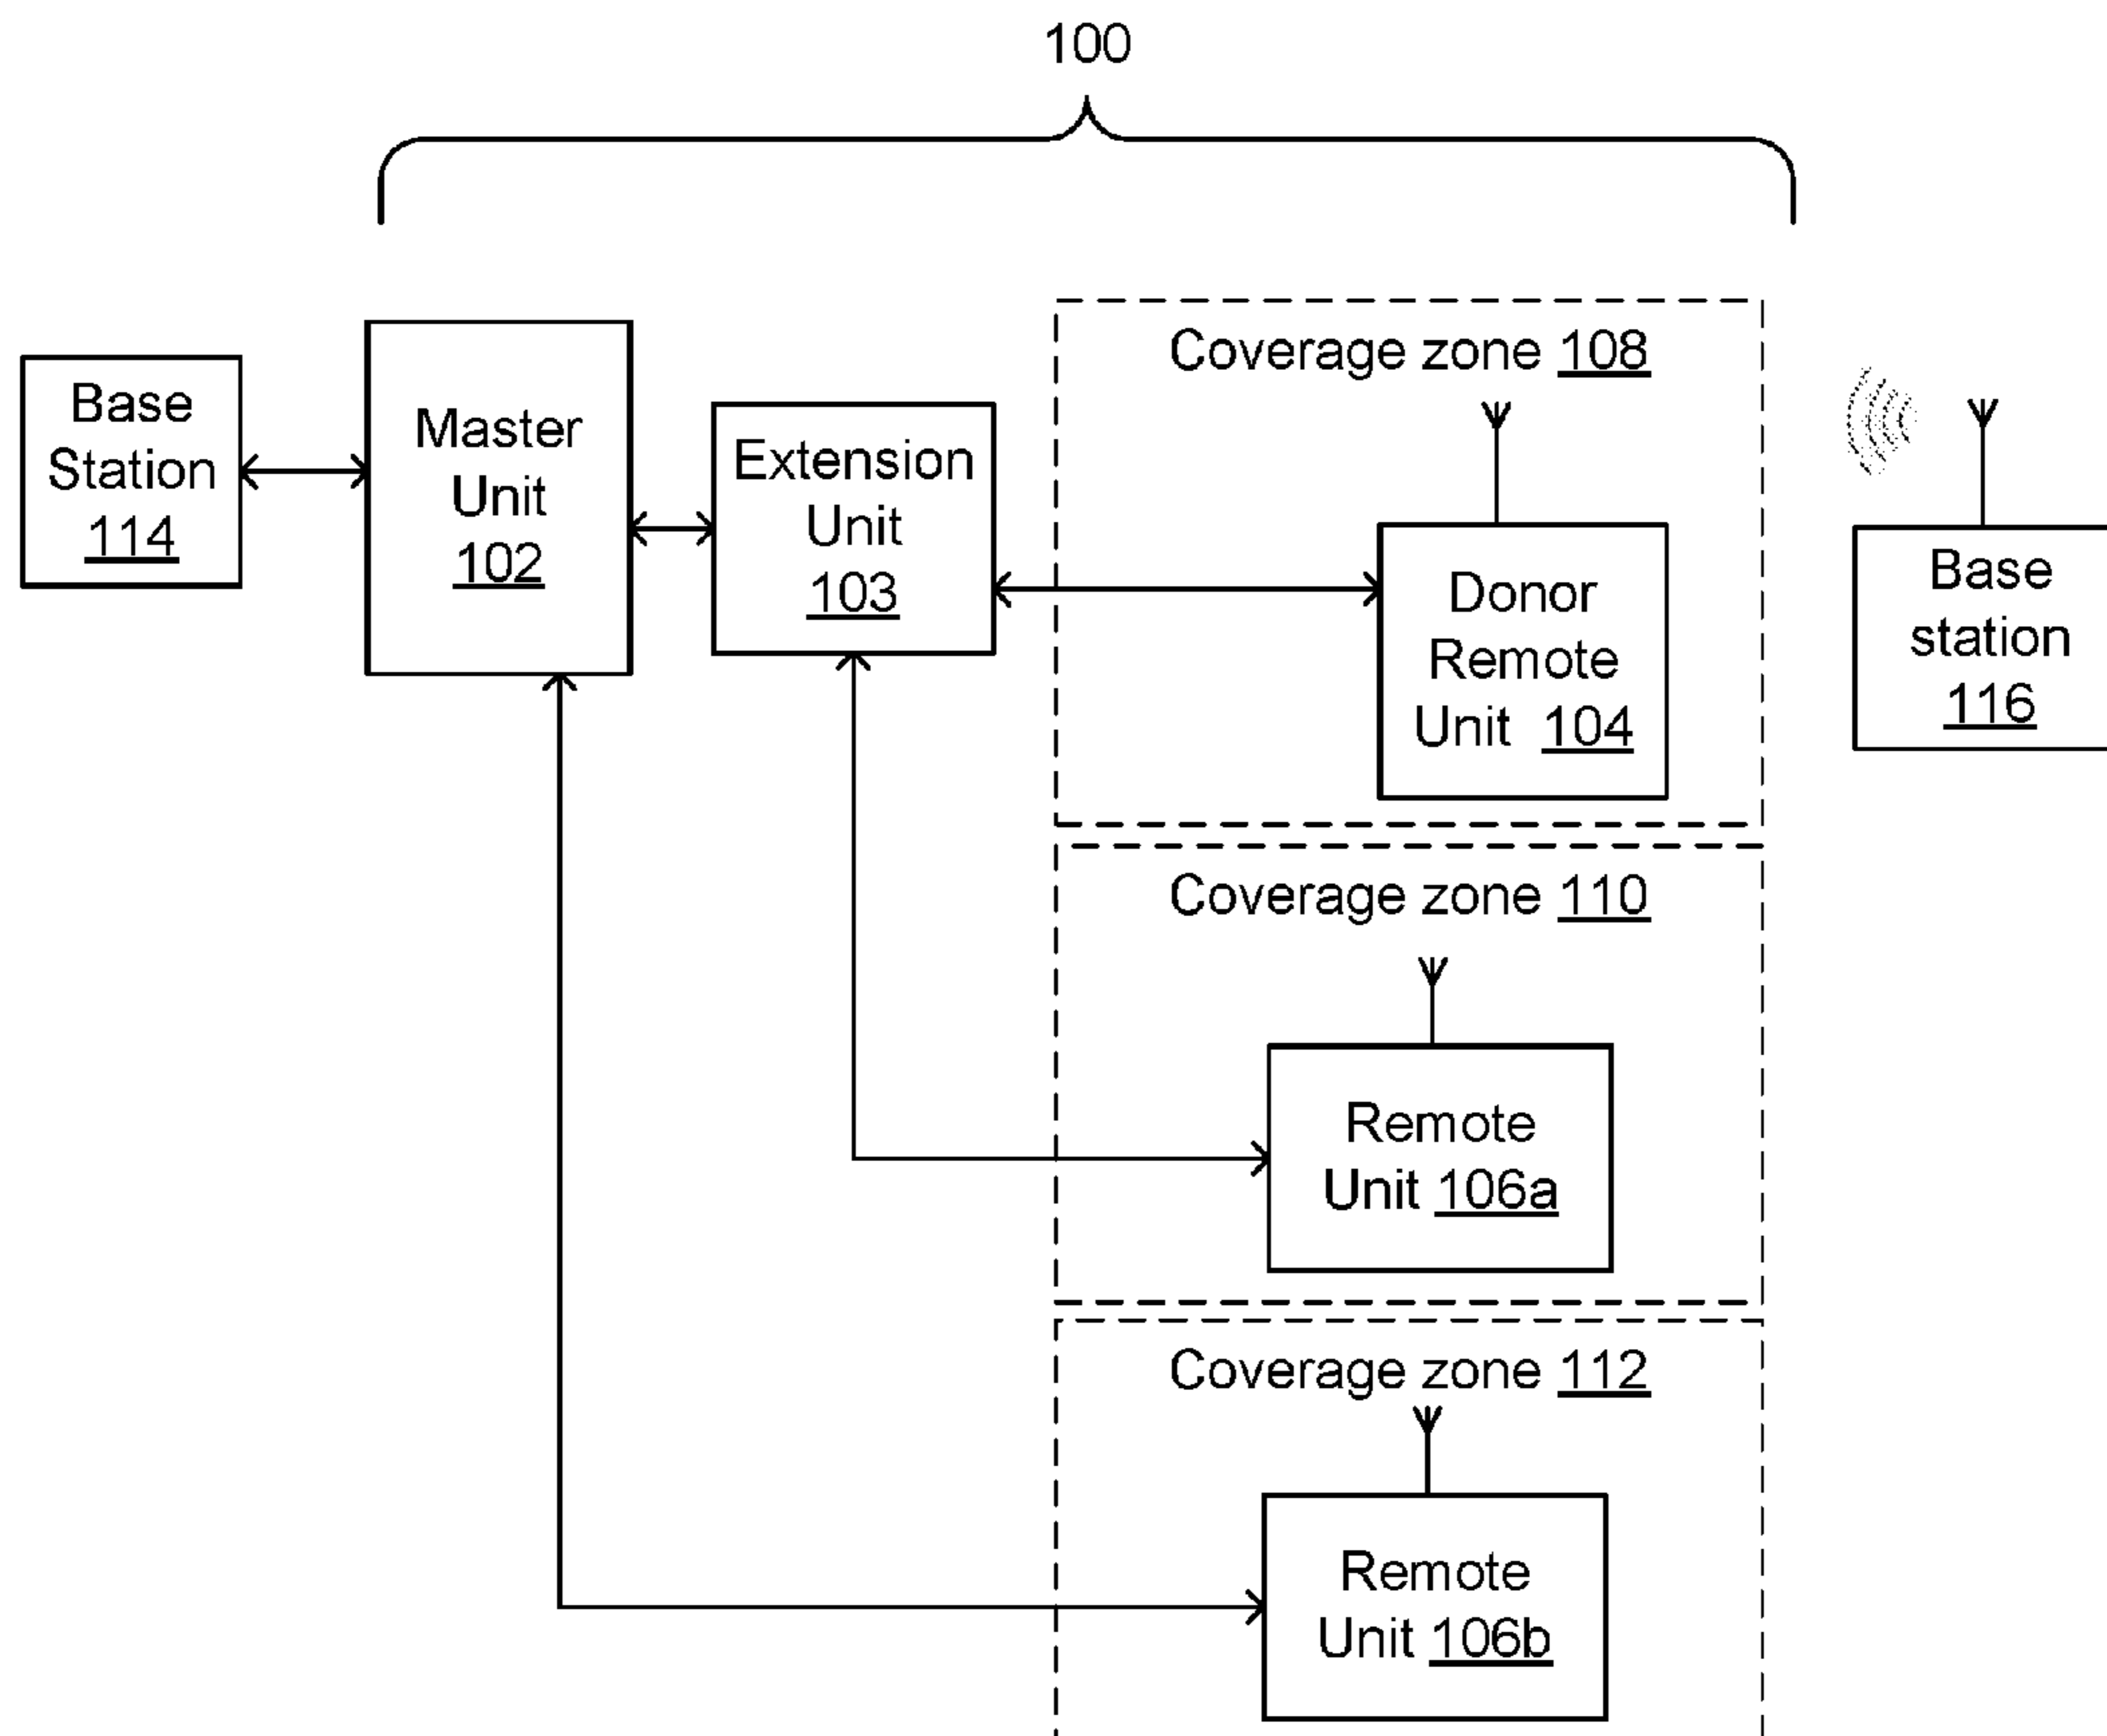 100
Base
Station
114
Master
Unit
102
Extension
Unit
103
Coverage zone 108
Donor
Remote
Unit 104
Base
station
116
Coverage zone 110
Remote
Unit 106a
Coverage zone 112
Remote
Unit 106b